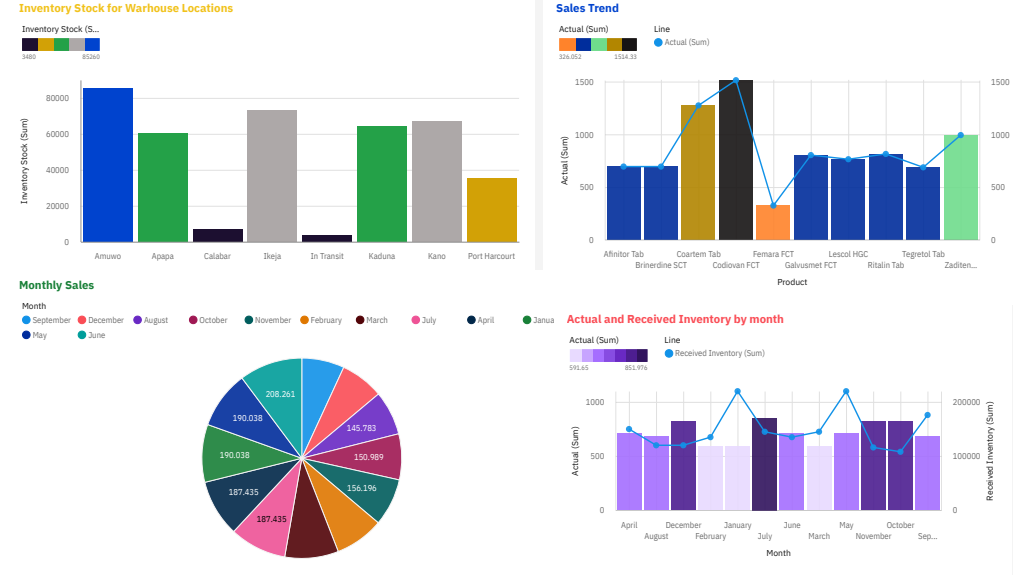 Inventory Stock for Warhouse Locations
Inventory Stock (S...
3480 85260
Inventory Stock (Sum)
80000
60000
40000
20000
0
Amuwo Apapa Calabar Ikeja In Transit Kaduna Kano Port Harcourt
Sales Trend
Actual (Sum) Line
Actual (Sum)
326.052 1514.33
Actual (Sum)
1500 1500
1000 1000
500 500
0 0
Afinitor Tab Coartem Tab Femara FCT Lescol HGC Tegretol Tab
Brinerdine SCT Codiovan FCT Galvusmet FCT Ritalin Tab Zaditen...
Product
Monthly Sales
Month
September December August October November February March July April Janua
May June
208.261
190.038
145.783
190.038
150.989
187.435
156.196
187.435
Actual and Received Inventory by month
Actual (Sum) Line
Received Inventory (Sum)
591.65 851.976
Actual (Sum)
Received Inventory (Sum)
1000 200000
500 100000
0 0
April December January June May October
August February July March November Sep...
Month